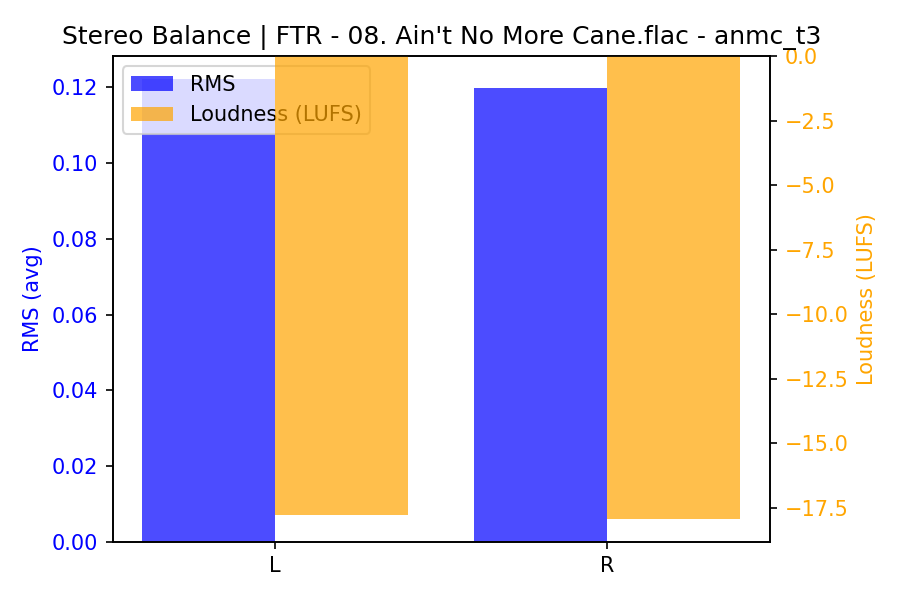 Stereo Balance | FTR - 08. Ain't No More Cane.flac - anmc_t3
RMS
Loudness (LUFS)
RMS (avg)
0.12
0.10
0.08
0.06
0.04
0.02
0.00
0.0
−2.5
−5.0
−7.5
−10.0
−12.5
−15.0
−17.5
Loudness (LUFS)
L
R